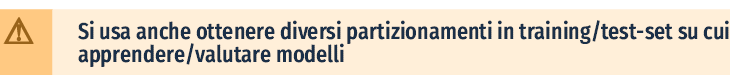 Si usa anche ottenere diversi partizionamenti in training/test-set su cui
apprendere/valutare modelli